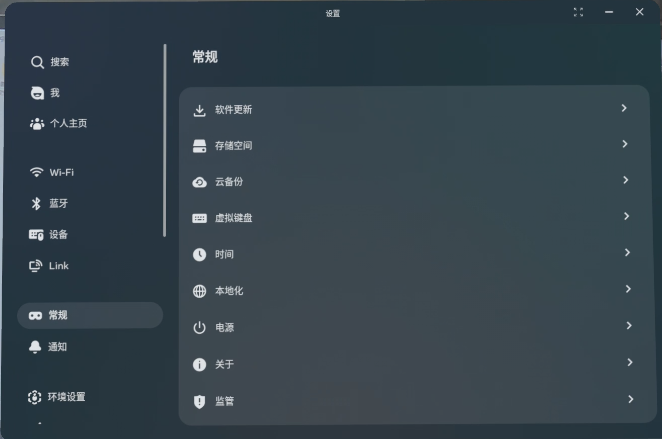 设置
搜索
我
个人主页
Wi-Fi
蓝牙
设备
Link
常规
通知
环境设置
常规
软件更新
存储空间
云备份
虚拟键盘
时间
本地化
电源
关于
监管